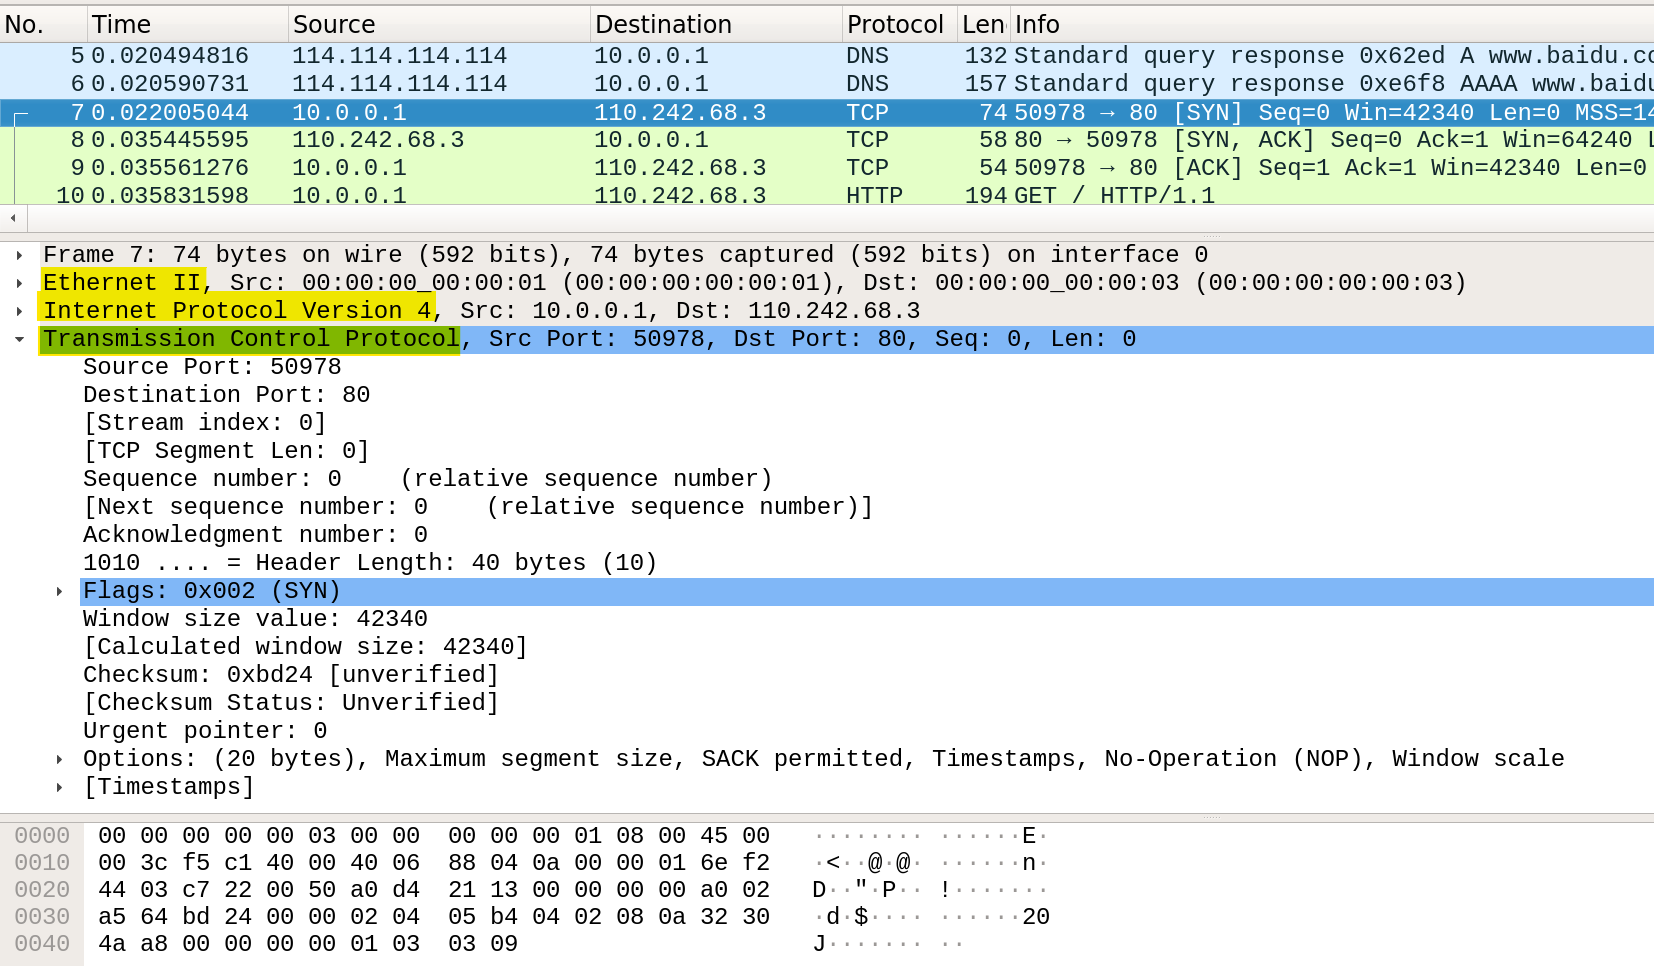 No. Time Source Destination Protocol Len Info
5 0.020494816 114.114.114.114 10.0.0.1 DNS 132 Standard query response 0x62ed A www.baidu.co
6 0.020590731 114.114.114.114 10.0.0.1 DNS 157 Standard query response 0xe6f8 AAAA www.baidu
7 0.022005044 10.0.0.1 110.242.68.3 TCP 74 50978 → 80 [SYN] Seq=0 Win=42340 Len=0 MSS=14
8 0.035445595 110.242.68.3 10.0.0.1 TCP 58 80 → 50978 [SYN, ACK] Seq=0 Ack=1 Win=64240 L
9 0.035561276 10.0.0.1 110.242.68.3 TCP 54 50978 → 80 [ACK] Seq=1 Ack=1 Win=42340 Len=0
10 0.035831598 10.0.0.1 110.242.68.3 HTTP 194 GET / HTTP/1.1
Frame 7: 74 bytes on wire (592 bits), 74 bytes captured (592 bits) on interface 0
Ethernet II, Src: 00:00:00_00:00:01 (00:00:00:00:00:01), Dst: 00:00:00_00:00:03 (00:00:00:00:00:03)
Internet Protocol Version 4, Src: 10.0.0.1, Dst: 110.242.68.3
Transmission Control Protocol, Src Port: 50978, Dst Port: 80, Seq: 0, Len: 0
Source Port: 50978
Destination Port: 80
[Stream index: 0]
[TCP Segment Len: 0]
Sequence number: 0    (relative sequence number)
[Next sequence number: 0    (relative sequence number)]
Acknowledgment number: 0
1010 .... = Header Length: 40 bytes (10)
Flags: 0x002 (SYN)
Window size value: 42340
[Calculated window size: 42340]
Checksum: 0xbd24 [unverified]
[Checksum Status: Unverified]
Urgent pointer: 0
Options: (20 bytes), Maximum segment size, SACK permitted, Timestamps, No-Operation (NOP), Window scale
[Timestamps]
0000 00 00 00 00 00 03 00 00  00 00 00 01 08 00 45 00 ········ ······E·
0010 00 3c f5 c1 40 00 40 06  88 04 0a 00 00 01 6e f2 ·<··@·@· ······n·
0020 44 03 c7 22 00 50 a0 d4  21 13 00 00 00 00 a0 02 D··"·P·· !·······
0030 a5 64 bd 24 00 00 02 04  05 b4 04 02 08 0a 32 30 ·d·$···· ······20
0040 4a a8 00 00 00 00 01 03  03 09 J······· ··